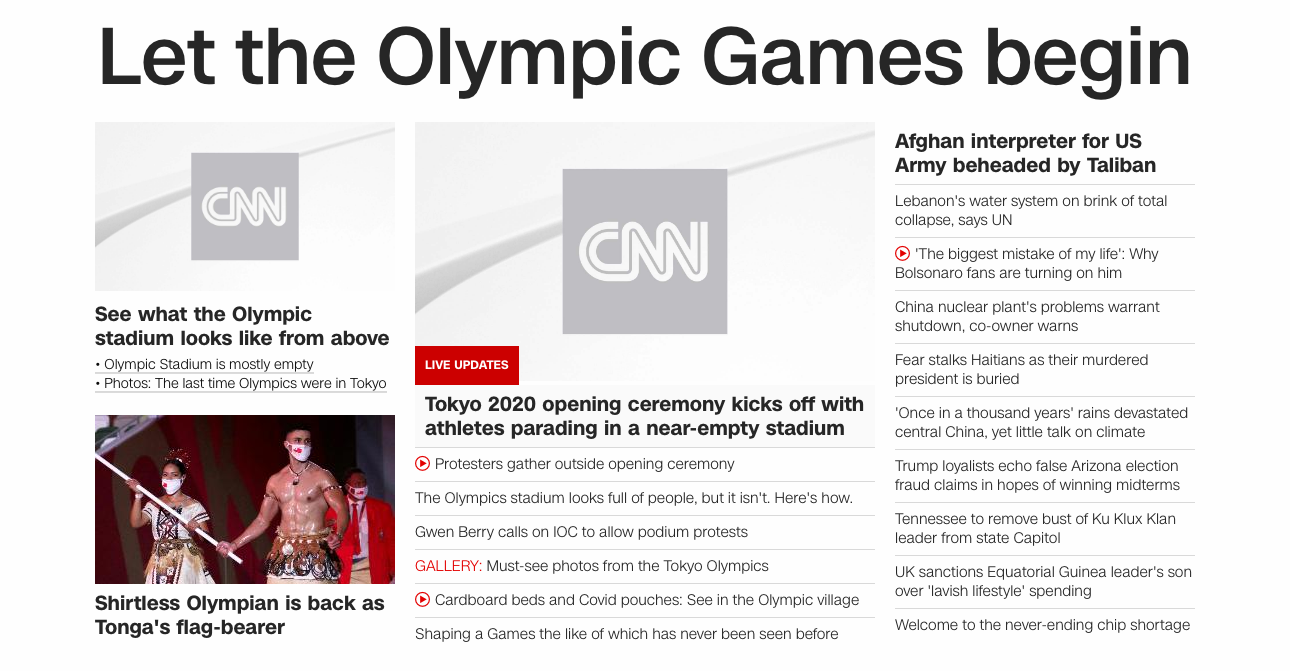 Let the Olympic Games begin
CNN
See what the Olympic
stadium looks like from above
• Olympic Stadium is mostly empty
• Photos: The last time Olympics were in Tokyo
Shirtless Olympian is back as
Tonga's flag-bearer
CNN
LIVE UPDATES
Tokyo 2020 opening ceremony kicks off with
athletes parading in a near-empty stadium
Protesters gather outside opening ceremony
The Olympics stadium looks full of people, but it isn't. Here's how.
Gwen Berry calls on IOC to allow podium protests
GALLERY: Must-see photos from the Tokyo Olympics
Cardboard beds and Covid pouches: See in the Olympic village
Shaping a Games the like of which has never been seen before
Afghan interpreter for US
Army beheaded by Taliban
Lebanon's water system on brink of total
collapse, says UN
'The biggest mistake of my life': Why
Bolsonaro fans are turning on him
China nuclear plant's problems warrant
shutdown, co-owner warns
Fear stalks Haitians as their murdered
president is buried
'Once in a thousand years' rains devastated
central China, yet little talk on climate
Trump loyalists echo false Arizona election
fraud claims in hopes of winning midterms
Tennessee to remove bust of Ku Klux Klan
leader from state Capitol
UK sanctions Equatorial Guinea leader's son
over 'lavish lifestyle' spending
Welcome to the never-ending chip shortage